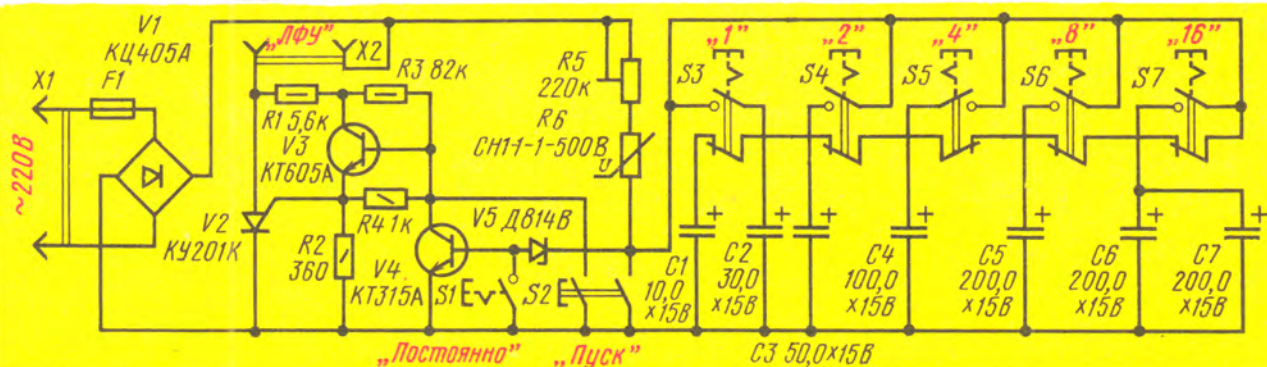 V1
КЦ405А
X1
F1
~220В
„ЛФУ"
X2
R3 82к
R1 5,6к
V3
КТ605А
V2
КУ201К
R2
360
R4 1к
V4
КТ315А
V5 Д814В
R5
220к
R6
СН1-1-1-500В
U
S1
S2
„Постоянно"
„Пуск"
„1"
S3
„2"
S4
„4"
S5
„8"
S6
„16"
S7
+
+
+
+
+
+
+
C1
10,0
×15В
C2
30,0
×15В
C3 50,0×15В
C4
100,0
×15В
C5
200,0
×15В
C6
200,0
×15В
C7
200,0
×15В